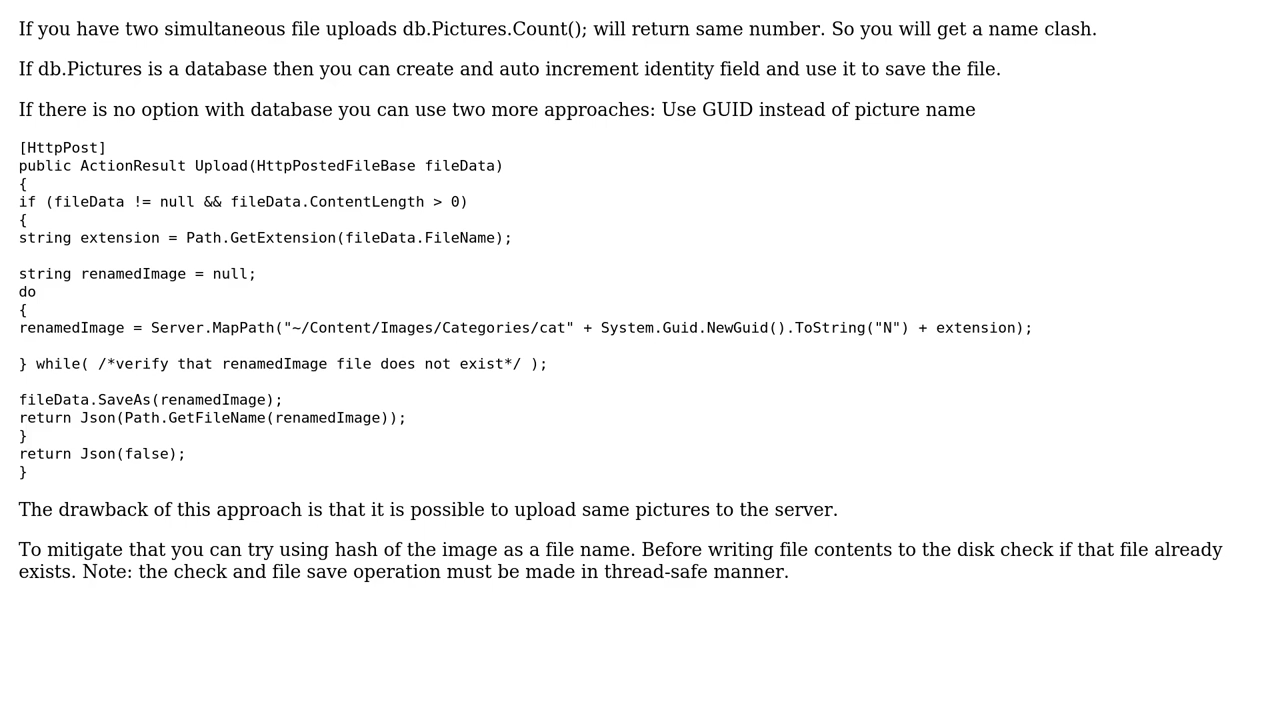 If you have two simultaneous file uploads db.Pictures.Count(); will return same number. So you will get a name clash.
If db.Pictures is a database then you can create and auto increment identity field and use it to save the file.
If there is no option with database you can use two more approaches: Use GUID instead of picture name
[HttpPost]
public ActionResult Upload(HttpPostedFileBase fileData)
{
if (fileData != null && fileData.ContentLength > 0)
{
string extension = Path.GetExtension(fileData.FileName);
string renamedImage = null;
do
{
renamedImage = Server.MapPath("~/Content/Images/Categories/cat" + System.Guid.NewGuid().ToString("N") + extension);
} while( /*verify that renamedImage file does not exist*/ );
fileData.SaveAs(renamedImage);
return Json(Path.GetFileName(renamedImage));
}
return Json(false);
}
The drawback of this approach is that it is possible to upload same pictures to the server.
To mitigate that you can try using hash of the image as a file name. Before writing file contents to the disk check if that file already
exists. Note: the check and file save operation must be made in thread-safe manner.